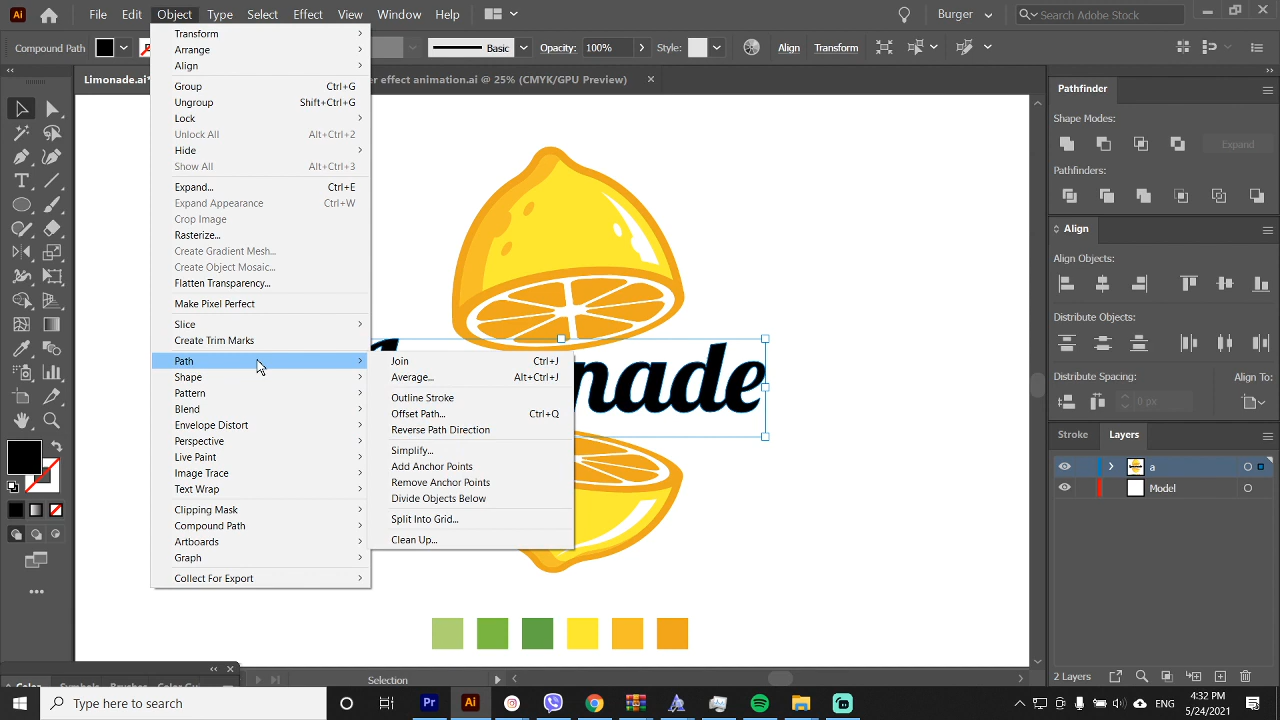 Ai File Edit Object Type Select Effect View Window Help Burger Search Adobe Stock
Compound Path Basic Opacity: 100% Style: Align Transform
Limonade.ai* er effect animation.ai @ 25% (CMYK/GPU Preview)
Transform
Arrange
Align
Group Ctrl+G
Ungroup Shift+Ctrl+G
Lock
Unlock All Alt+Ctrl+2
Hide
Show All Alt+Ctrl+3
Expand... Ctrl+E
Expand Appearance Ctrl+W
Crop Image
Rasterize...
Create Gradient Mesh...
Create Object Mosaic...
Flatten Transparency...
Make Pixel Perfect
Slice
Create Trim Marks
Path
Shape
Pattern
Blend
Envelope Distort
Perspective
Live Paint
Image Trace
Text Wrap
Clipping Mask
Compound Path
Artboards
Graph
Collect For Export
Join Ctrl+J
Average... Alt+Ctrl+J
Outline Stroke
Offset Path... Ctrl+Q
Reverse Path Direction
Simplify...
Add Anchor Points
Remove Anchor Points
Divide Objects Below
Split Into Grid...
Clean Up...
nade
Pathfinder
Shape Modes:
Expand
Pathfinders:
Align
Align Objects:
Distribute Objects:
Distribute Spacing: Align To:
0 px
Stroke Layers
a
Model
2 Layers
Color Symbols Brushes Color Gu
Selection
Type here to search
Pr Ai
ENG
4:32 PM
5/24/2021